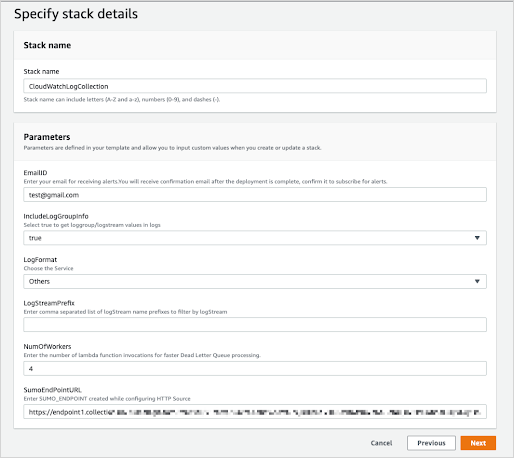 Specify stack details
Stack name
Stack name
CloudWatchLogCollection
Stack name can include letters (A-Z and a-z), numbers (0-9), and dashes (-).
Parameters
Parameters are defined in your template and allow you to input custom values when you create or update a stack.
EmailID
Enter your email for receiving alerts.You will receive confirmation email after the deployment is complete, confirm it to subscribe for alerts.
test@gmail.com
IncludeLogGroupInfo
Select true to get loggroup/logstream values in logs
true
LogFormat
Choose the Service
Others
LogStreamPrefix
Enter comma separated list of logStream name prefixes to filter by logStream
NumOfWorkers
Enter the number of lambda function invocations for faster Dead Letter Queue processing.
4
SumoEndPointURL
Enter SUMO_ENDPOINT created while configuring HTTP Source
https://endpoint1.collectio
Cancel
Previous
Next